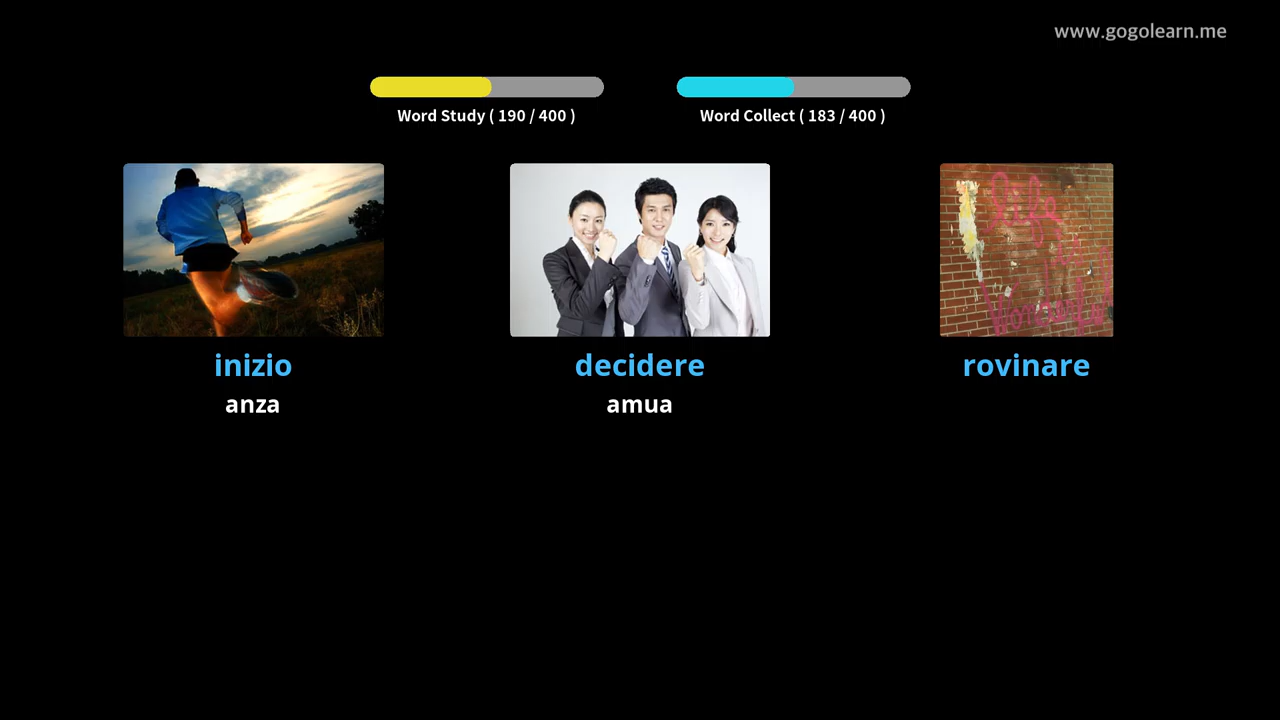 www.gogolearn.me
Word Study ( 190 / 400 )
Word Collect ( 183 / 400 )
inizio
anza
decidere
amua
rovinare